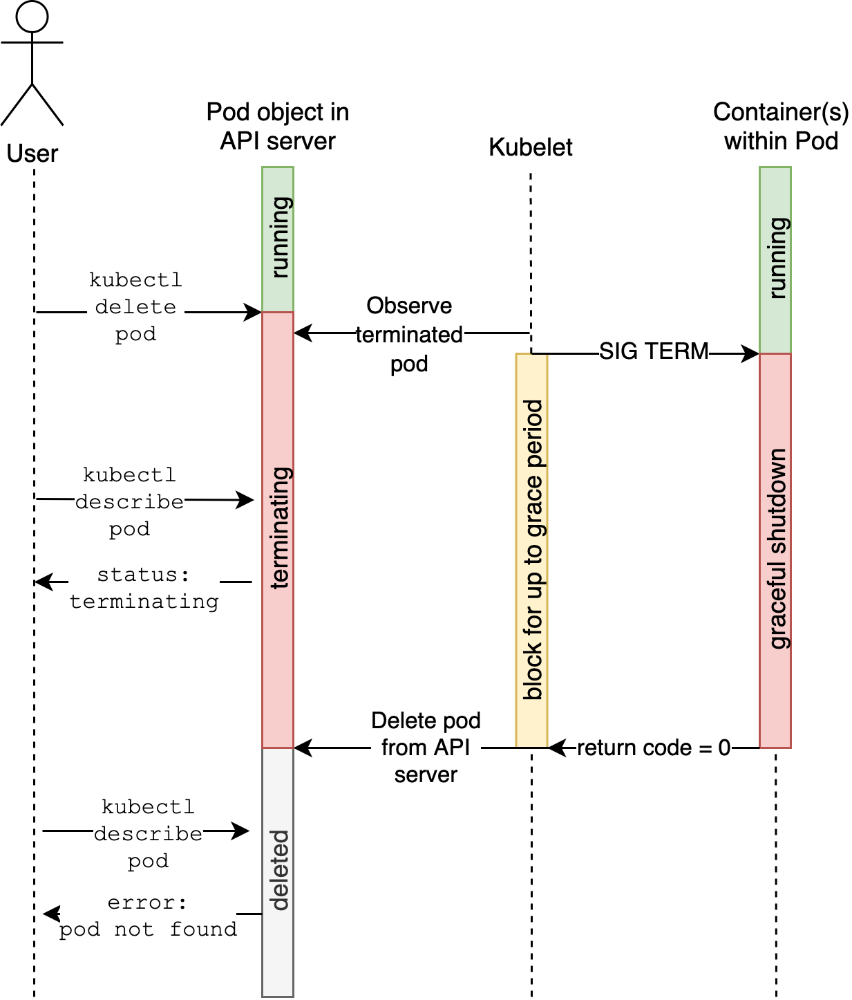 User
Pod object in
API server
Kubelet
Container(s)
within Pod
running
running
kubectl
delete
pod
Observe
terminated
pod
SIG TERM
terminating
block for up to grace period
graceful shutdown
kubectl
describe
pod
status:
terminating
Delete pod
from API
server
return code = 0
deleted
kubectl
describe
pod
error:
pod not found